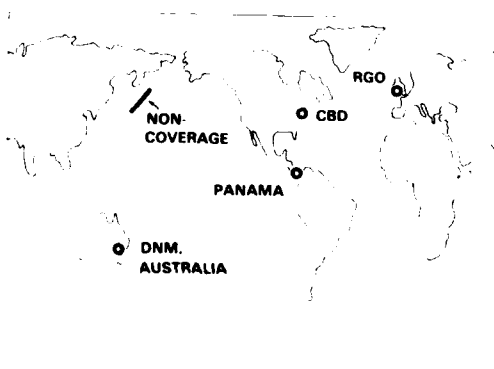 RGO
CBD
NON-
COVERAGE
PANAMA
DNM.
AUSTRALIA